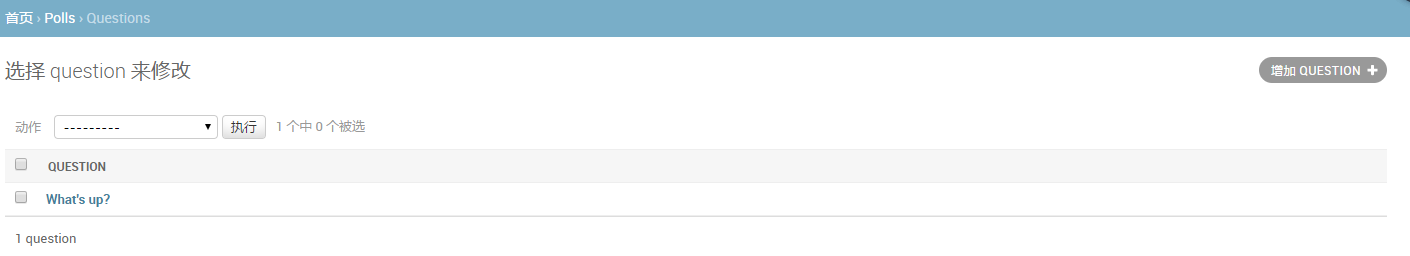 首页 › Polls › Questions
选择 question 来修改
增加 QUESTION +
动作 --------- 执行 1 个中 0 个被选
QUESTION
What's up?
1 question